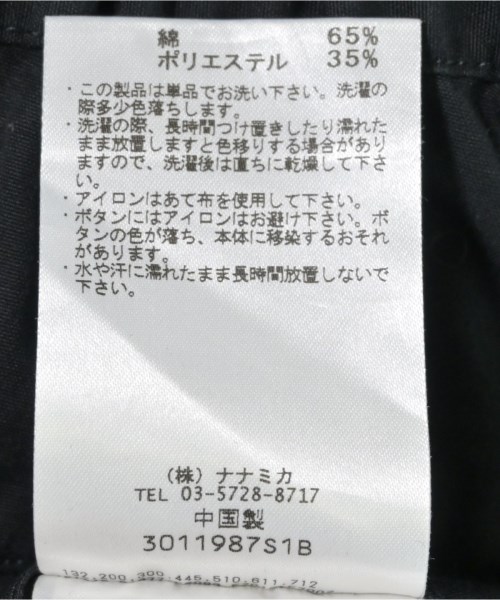 綿 65%
ポリエステル 35%
・この製品は単品でお洗い下さい。洗濯の
際多少色落ちします。
・洗濯の際、長時間つけ置きしたり濡れた
まま放置しますと色移りする場合があり
ますので、洗濯後は直ちに乾燥して下さ
い。
・アイロンはあて布を使用して下さい。
・ボタンにはアイロンはお避け下さい。ボ
タンの色が落ち、本体に移染するおそれ
があります。
・水や汗に濡れたまま長時間放置しないで
下さい。
(株) ナナミカ
TEL 03-5728-8717
中国製
3011987S1B
132,200,300,445,510,611,712